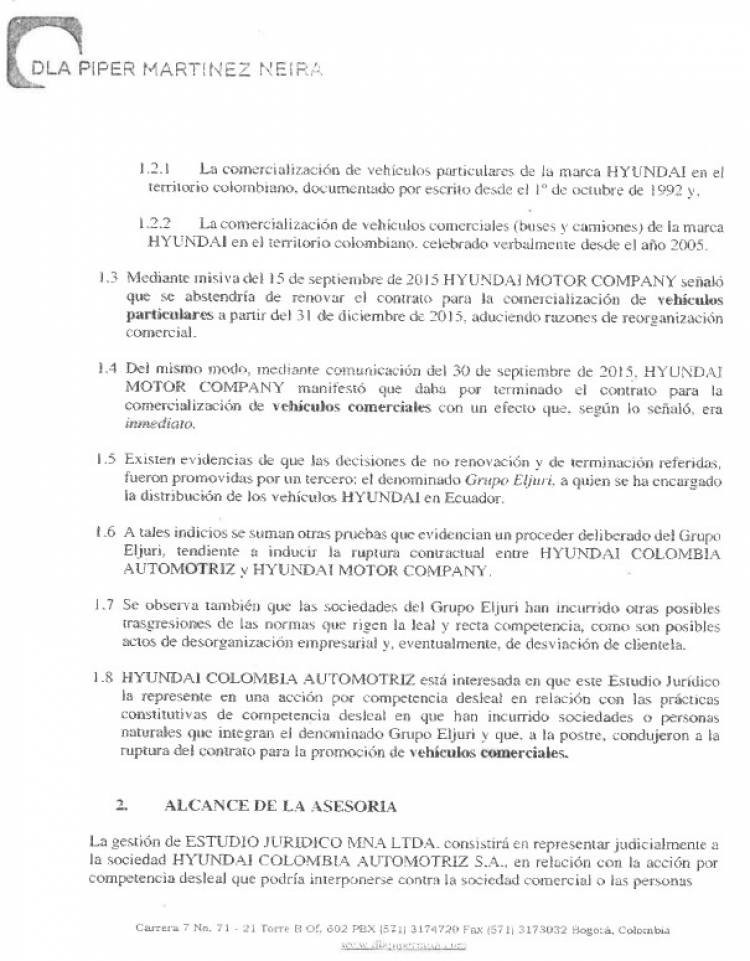 DLA PIPER MARTINEZ NEIRA
1.2.1 La comercialización de vehículos particulares de la marca HYUNDAI en el
territorio colombiano, documentado por escrito desde el 1º de octubre de 1992 y,
1.2.2 La comercialización de vehículos comerciales (buses y camiones) de la marca
HYUNDAI en el territorio colombiano, celebrado verbalmente desde el año 2005.
1.3 Mediante misiva del 15 de septiembre de 2015 HYUNDAI MOTOR COMPANY señaló
que se abstendría de renovar el contrato para la comercialización de vehículos
particulares a partir del 31 de diciembre de 2015, aduciendo razones de reorganización
comercial.
1.4 Del mismo modo, mediante comunicación del 30 de septiembre de 2015, HYUNDAI
MOTOR COMPANY manifestó que daba por terminado el contrato para la
comercialización de vehículos comerciales con un efecto que, según lo señaló, era
inmediato.
1.5 Existen evidencias de que las decisiones de no renovación y de terminación referidas,
fueron promovidas por un tercero: el denominado Grupo Eljuri, a quien se ha encargado
la distribución de los vehículos HYUNDAI en Ecuador.
1.6 A tales indicios se suman otras pruebas que evidencian un proceder deliberado del Grupo
Eljuri, tendiente a inducir la ruptura contractual entre HYUNDAI COLOMBIA
AUTOMOTRIZ y HYUNDAI MOTOR COMPANY.
1.7 Se observa también que las sociedades del Grupo Eljuri han incurrido otras posibles
trasgresiones de las normas que rigen la leal y recta competencia, como son posibles
actos de desorganización empresarial y, eventualmente, de desviación de clientela.
1.8 HYUNDAI COLOMBIA AUTOMOTRIZ está interesada en que este Estudio Jurídico
la represente en una acción por competencia desleal en relación con las prácticas
constitutivas de competencia desleal en que han incurrido sociedades o personas
naturales que integran el denominado Grupo Eljuri y que, a la postre, condujeron a la
ruptura del contrato para la promoción de vehículos comerciales.
2. ALCANCE DE LA ASESORIA
La gestión de ESTUDIO JURIDICO MNA LTDA. consistirá en representar judicialmente a
la sociedad HYUNDAI COLOMBIA AUTOMOTRIZ S.A., en relación con la acción por
competencia desleal que podría interponerse contra la sociedad comercial o las personas
Carrera 7 No. 71 - 21 Torre B Of. 602 PBX (571) 3174720 Fax (571) 3173032 Bogotá, Colombia